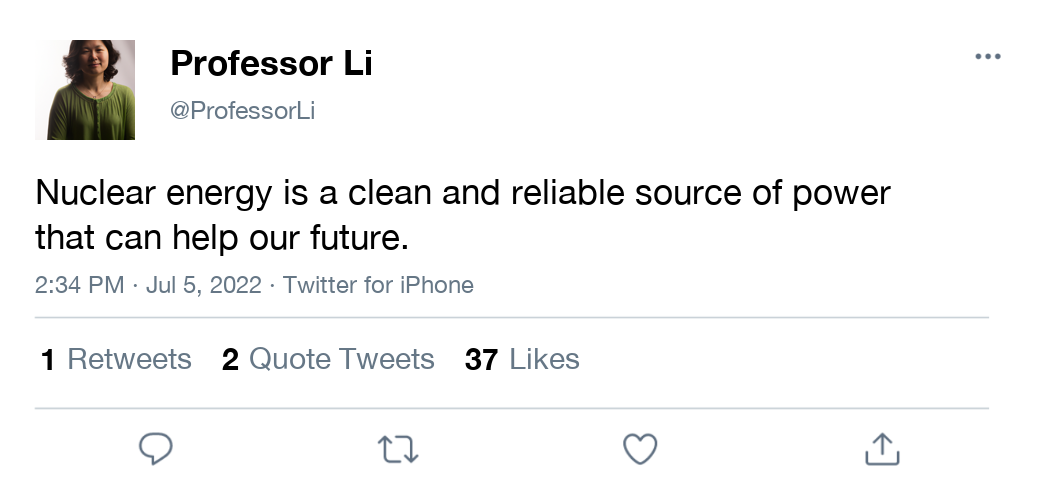 Professor Li
@ProfessorLi
Nuclear energy is a clean and reliable source of power
that can help our future.
2:34 PM · Jul 5, 2022 · Twitter for iPhone
1 Retweets 2 Quote Tweets 37 Likes